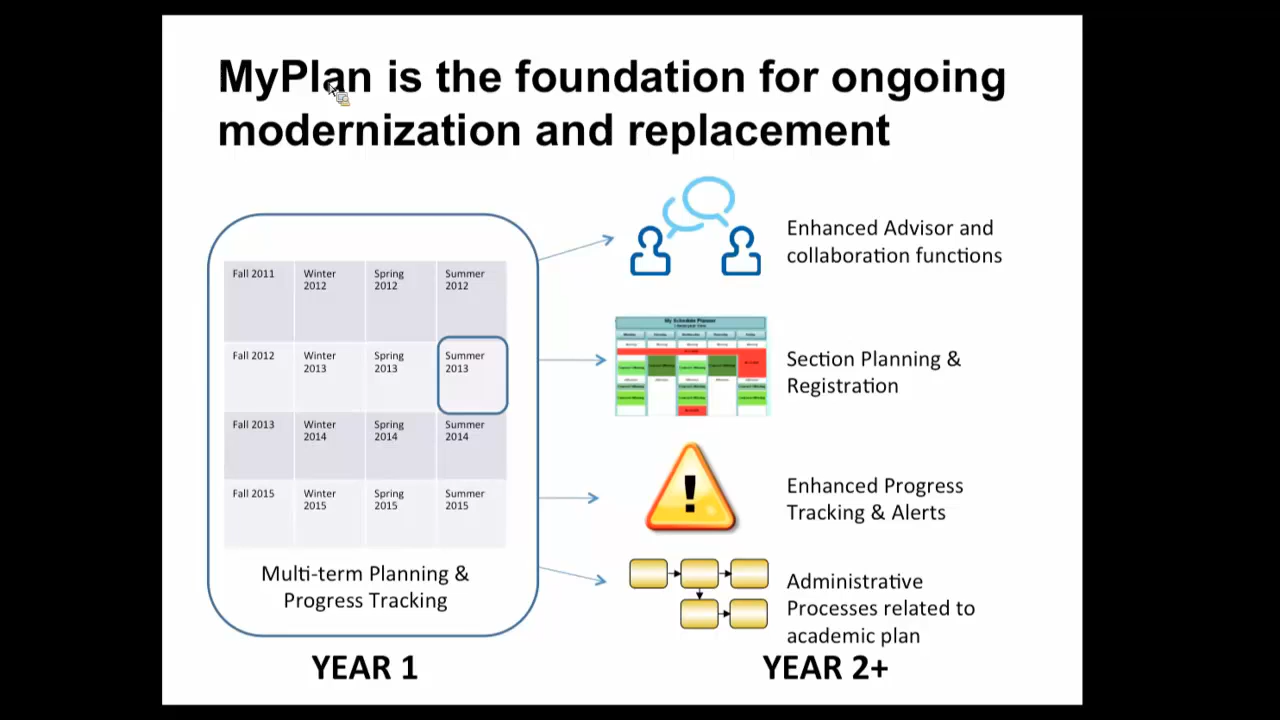 MyPlan is the foundation for ongoing
modernization and replacement
Fall 2011
Winter
2012
Spring
2012
Summer
2012
Fall 2012
Winter
2013
Spring
2013
Summer
2013
Fall 2013
Winter
2014
Spring
2014
Summer
2014
Fall 2015
Winter
2015
Spring
2015
Summer
2015
Multi-term Planning &
Progress Tracking
YEAR 1
Enhanced Advisor and
collaboration functions
My Schedule Planner
Section Planning &
Registration
Enhanced Progress
Tracking & Alerts
Administrative
Processes related to
academic plan
YEAR 2+